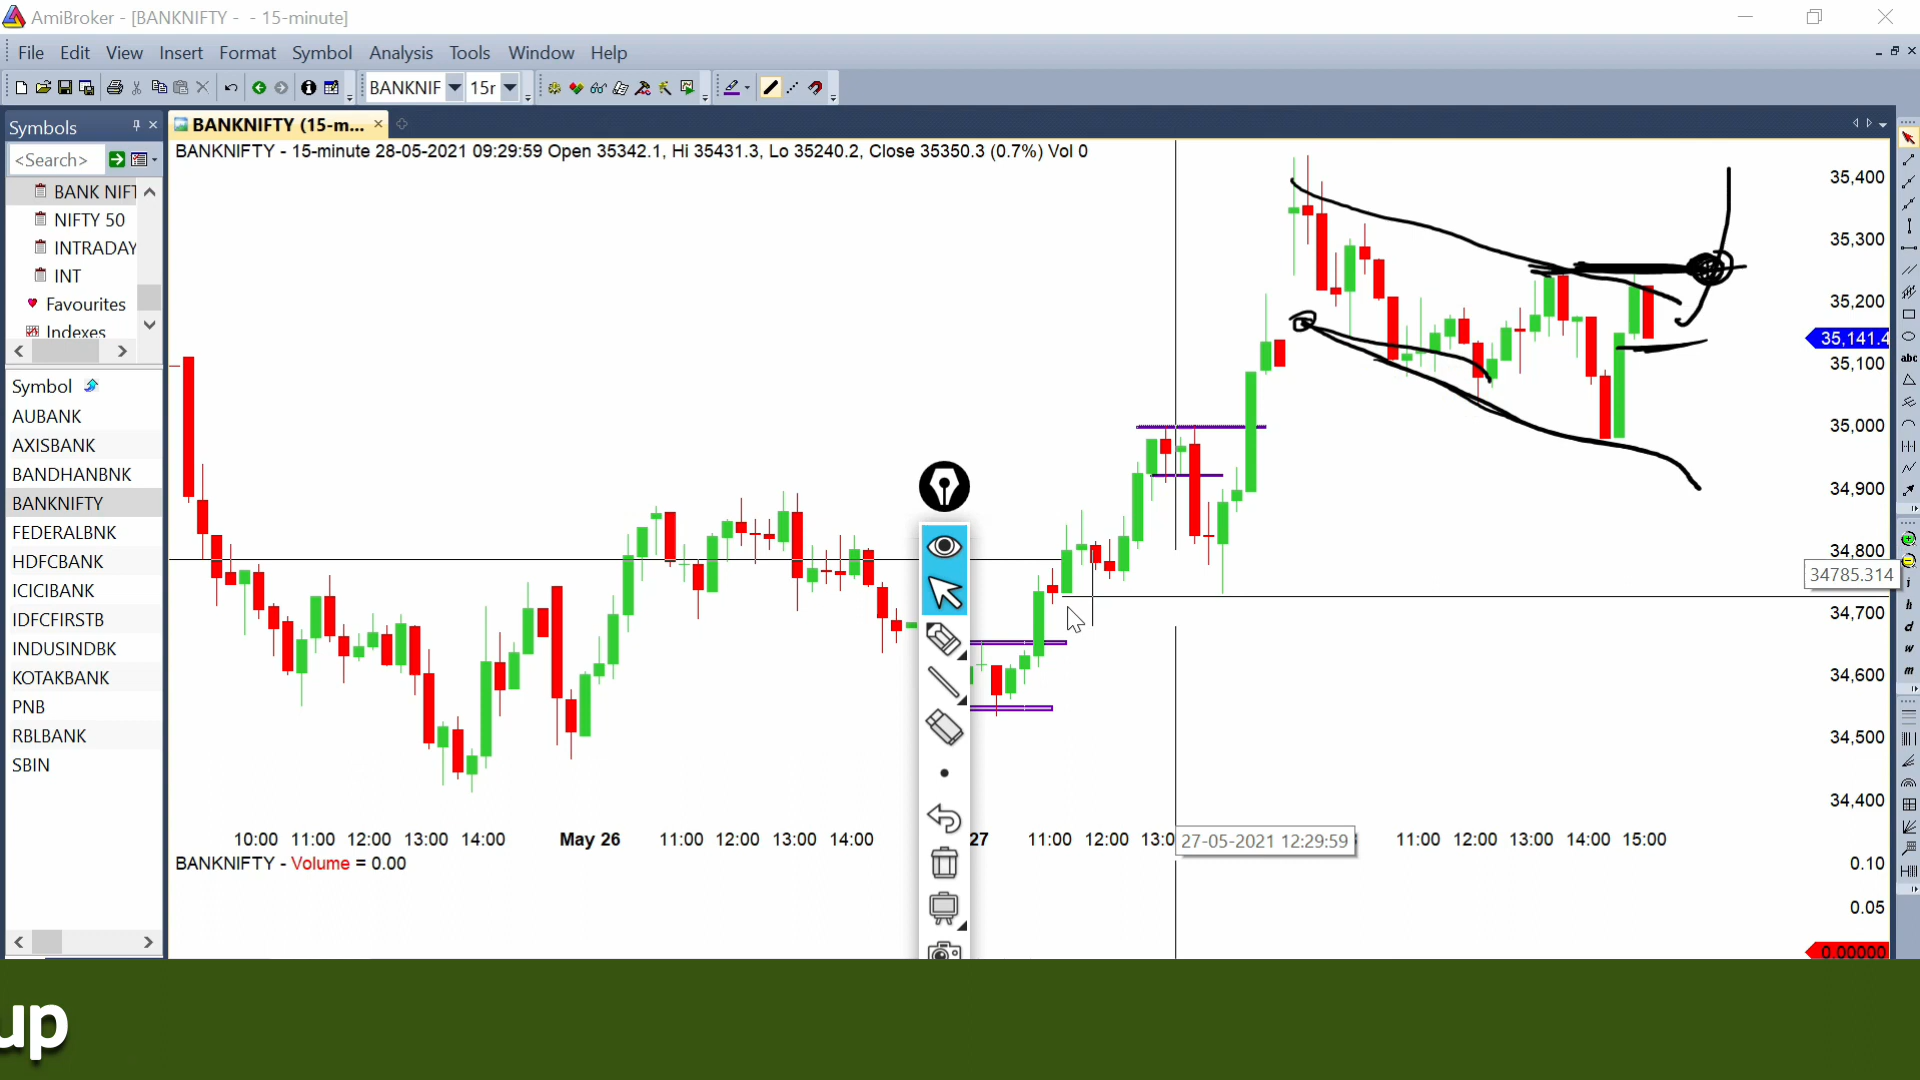 AmiBroker - [BANKNIFTY - - 15-minute]
File Edit View Insert Format Symbol Analysis Tools Window Help
BANKNIF 15r
Symbols
BANKNIFTY (15-m...
<Search>
BANKNIFTY - 15-minute 28-05-2021 09:29:59 Open 35342.1, Hi 35431.3, Lo 35240.2, Close 35350.3 (0.7%) Vol 0
BANK NIFT
NIFTY 50
INTRADAY
INT
Favourites
Indexes
Symbol
AUBANK
AXISBANK
BANDHANBNK
BANKNIFTY
FEDERALBNK
HDFCBANK
ICICIBANK
IDFCFIRSTB
INDUSINDBK
KOTAKBANK
PNB
RBLBANK
SBIN
35,400
35,300
35,200
35,141.4
35,100
35,000
34,900
34,800
34785.314
34,700
34,600
34,500
34,400
10:00 11:00 12:00 13:00 14:00 May 26 11:00 12:00 13:00 14:00 27 11:00 12:00 13:0 27-05-2021 12:29:59 11:00 12:00 13:00 14:00 15:00
BANKNIFTY - Volume = 0.00
0.10
0.05
0.00000
abc
i
h
d
w
m
up